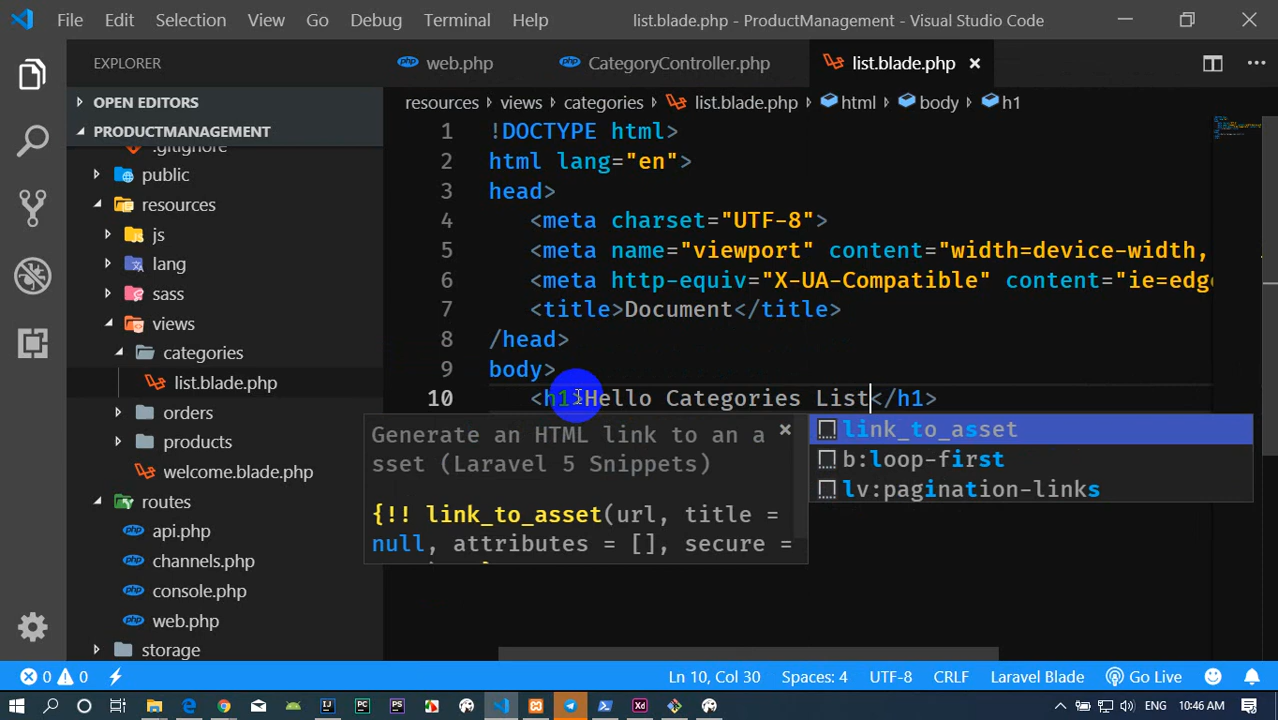 File Edit Selection View Go Debug Terminal Help list.blade.php - ProductManagement - Visual Studio Code
EXPLORER
web.php CategoryController.php list.blade.php
OPEN EDITORS
PRODUCTMANAGEMENT
.gitignore
public
resources
js
lang
sass
views
categories
list.blade.php
orders
products
welcome.blade.php
routes
api.php
channels.php
console.php
web.php
storage
resources > views > categories > list.blade.php > html > body > h1
1 !DOCTYPE html>
2 html lang="en">
3 head>
4 <meta charset="UTF-8">
5 <meta name="viewport" content="width=device-width,
6 <meta http-equiv="X-UA-Compatible" content="ie=edge
7 <title>Document</title>
8 /head>
9 body>
10 <h1>Hello Categories List</h1>
Generate an HTML link to an a
sset (Laravel 5 Snippets)
{!! link_to_asset(url, title =
null, attributes = [], secure =
link_to_asset
b:loop-first
lv:pagination-links
0 0 Ln 10, Col 30 Spaces: 4 UTF-8 CRLF Laravel Blade Go Live
ENG 10:46 AM